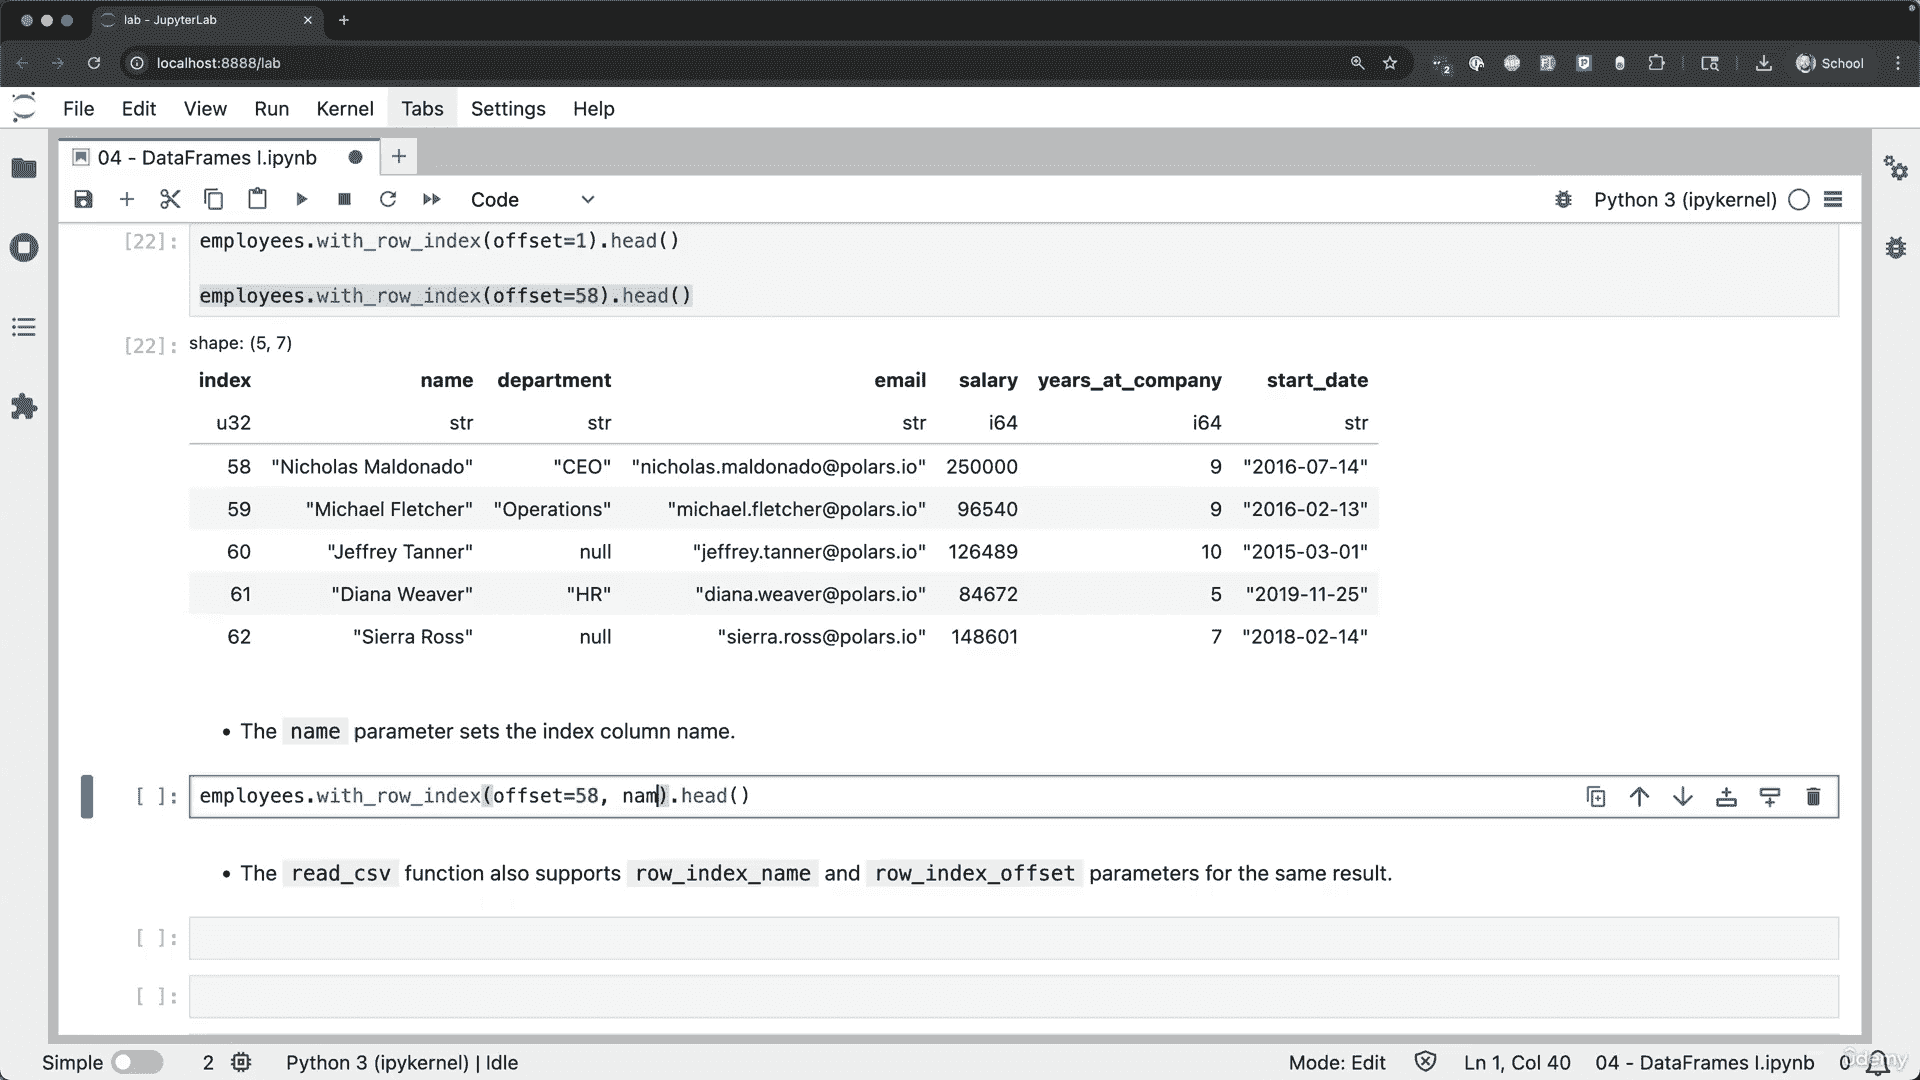 lab - JupyterLab
localhost:8888/lab
2
ABP
School
File Edit View Run Kernel Tabs Settings Help
04 - DataFrames I.ipynb
Code
Python 3 (ipykernel)
[22]: employees.with_row_index(offset=1).head()
employees.with_row_index(offset=58).head()
[22]: shape: (5, 7)
index name department email salary years_at_company start_date
u32 str str str i64 i64 str
58 "Nicholas Maldonado" "CEO" "nicholas.maldonado@polars.io" 250000 9 "2016-07-14"
59 "Michael Fletcher" "Operations" "michael.fletcher@polars.io" 96540 9 "2016-02-13"
60 "Jeffrey Tanner" null "jeffrey.tanner@polars.io" 126489 10 "2015-03-01"
61 "Diana Weaver" "HR" "diana.weaver@polars.io" 84672 5 "2019-11-25"
62 "Sierra Ross" null "sierra.ross@polars.io" 148601 7 "2018-02-14"
• The name parameter sets the index column name.
[ ]: employees.with_row_index(offset=58, nam).head()
• The read_csv function also supports row_index_name and row_index_offset parameters for the same result.
[ ]:
[ ]:
Simple 2 Python 3 (ipykernel) | Idle Mode: Edit Ln 1, Col 40 04 - DataFrames I.ipynb 0
udemy